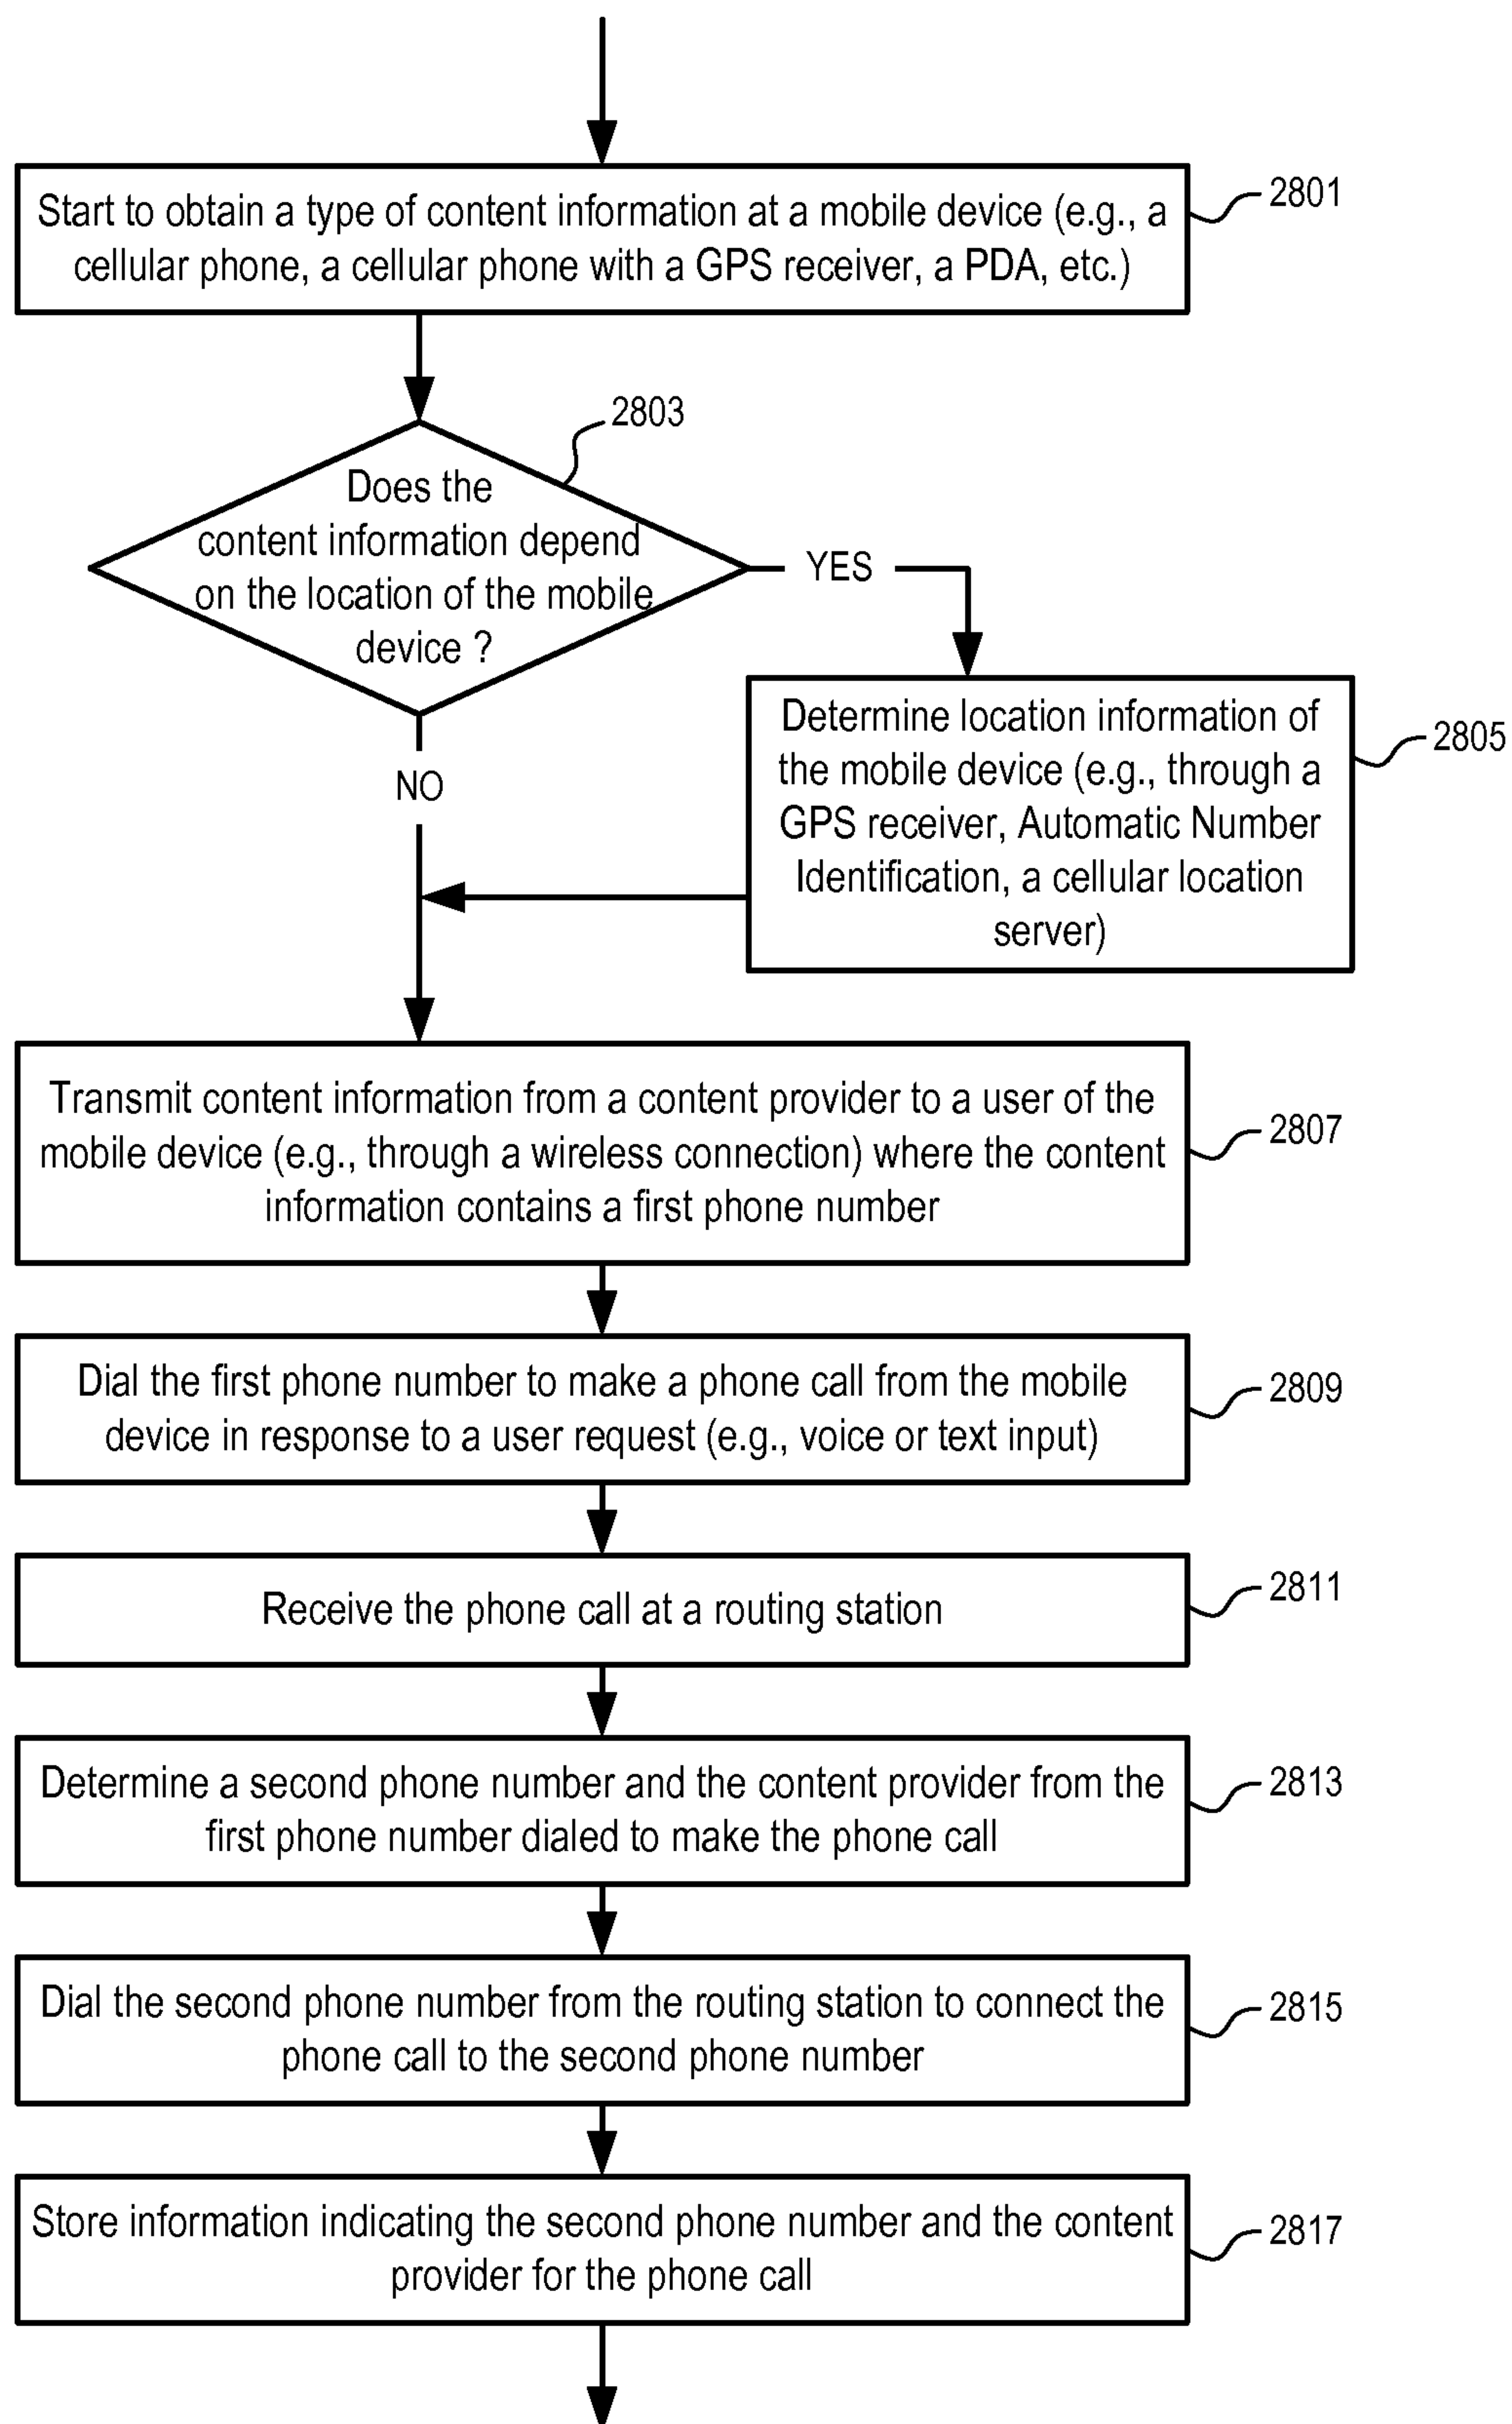 Start to obtain a type of content information at a mobile device (e.g., a
cellular phone, a cellular phone with a GPS receiver, a PDA, etc.)
2801
2803
Does the
content information depend
on the location of the mobile
device ?
YES
NO
Determine location information of
the mobile device (e.g., through a
GPS receiver, Automatic Number
Identification, a cellular location
server)
2805
Transmit content information from a content provider to a user of the
mobile device (e.g., through a wireless connection) where the content
information contains a first phone number
2807
Dial the first phone number to make a phone call from the mobile
device in response to a user request (e.g., voice or text input)
2809
Receive the phone call at a routing station
2811
Determine a second phone number and the content provider from the
first phone number dialed to make the phone call
2813
Dial the second phone number from the routing station to connect the
phone call to the second phone number
2815
Store information indicating the second phone number and the content
provider for the phone call
2817